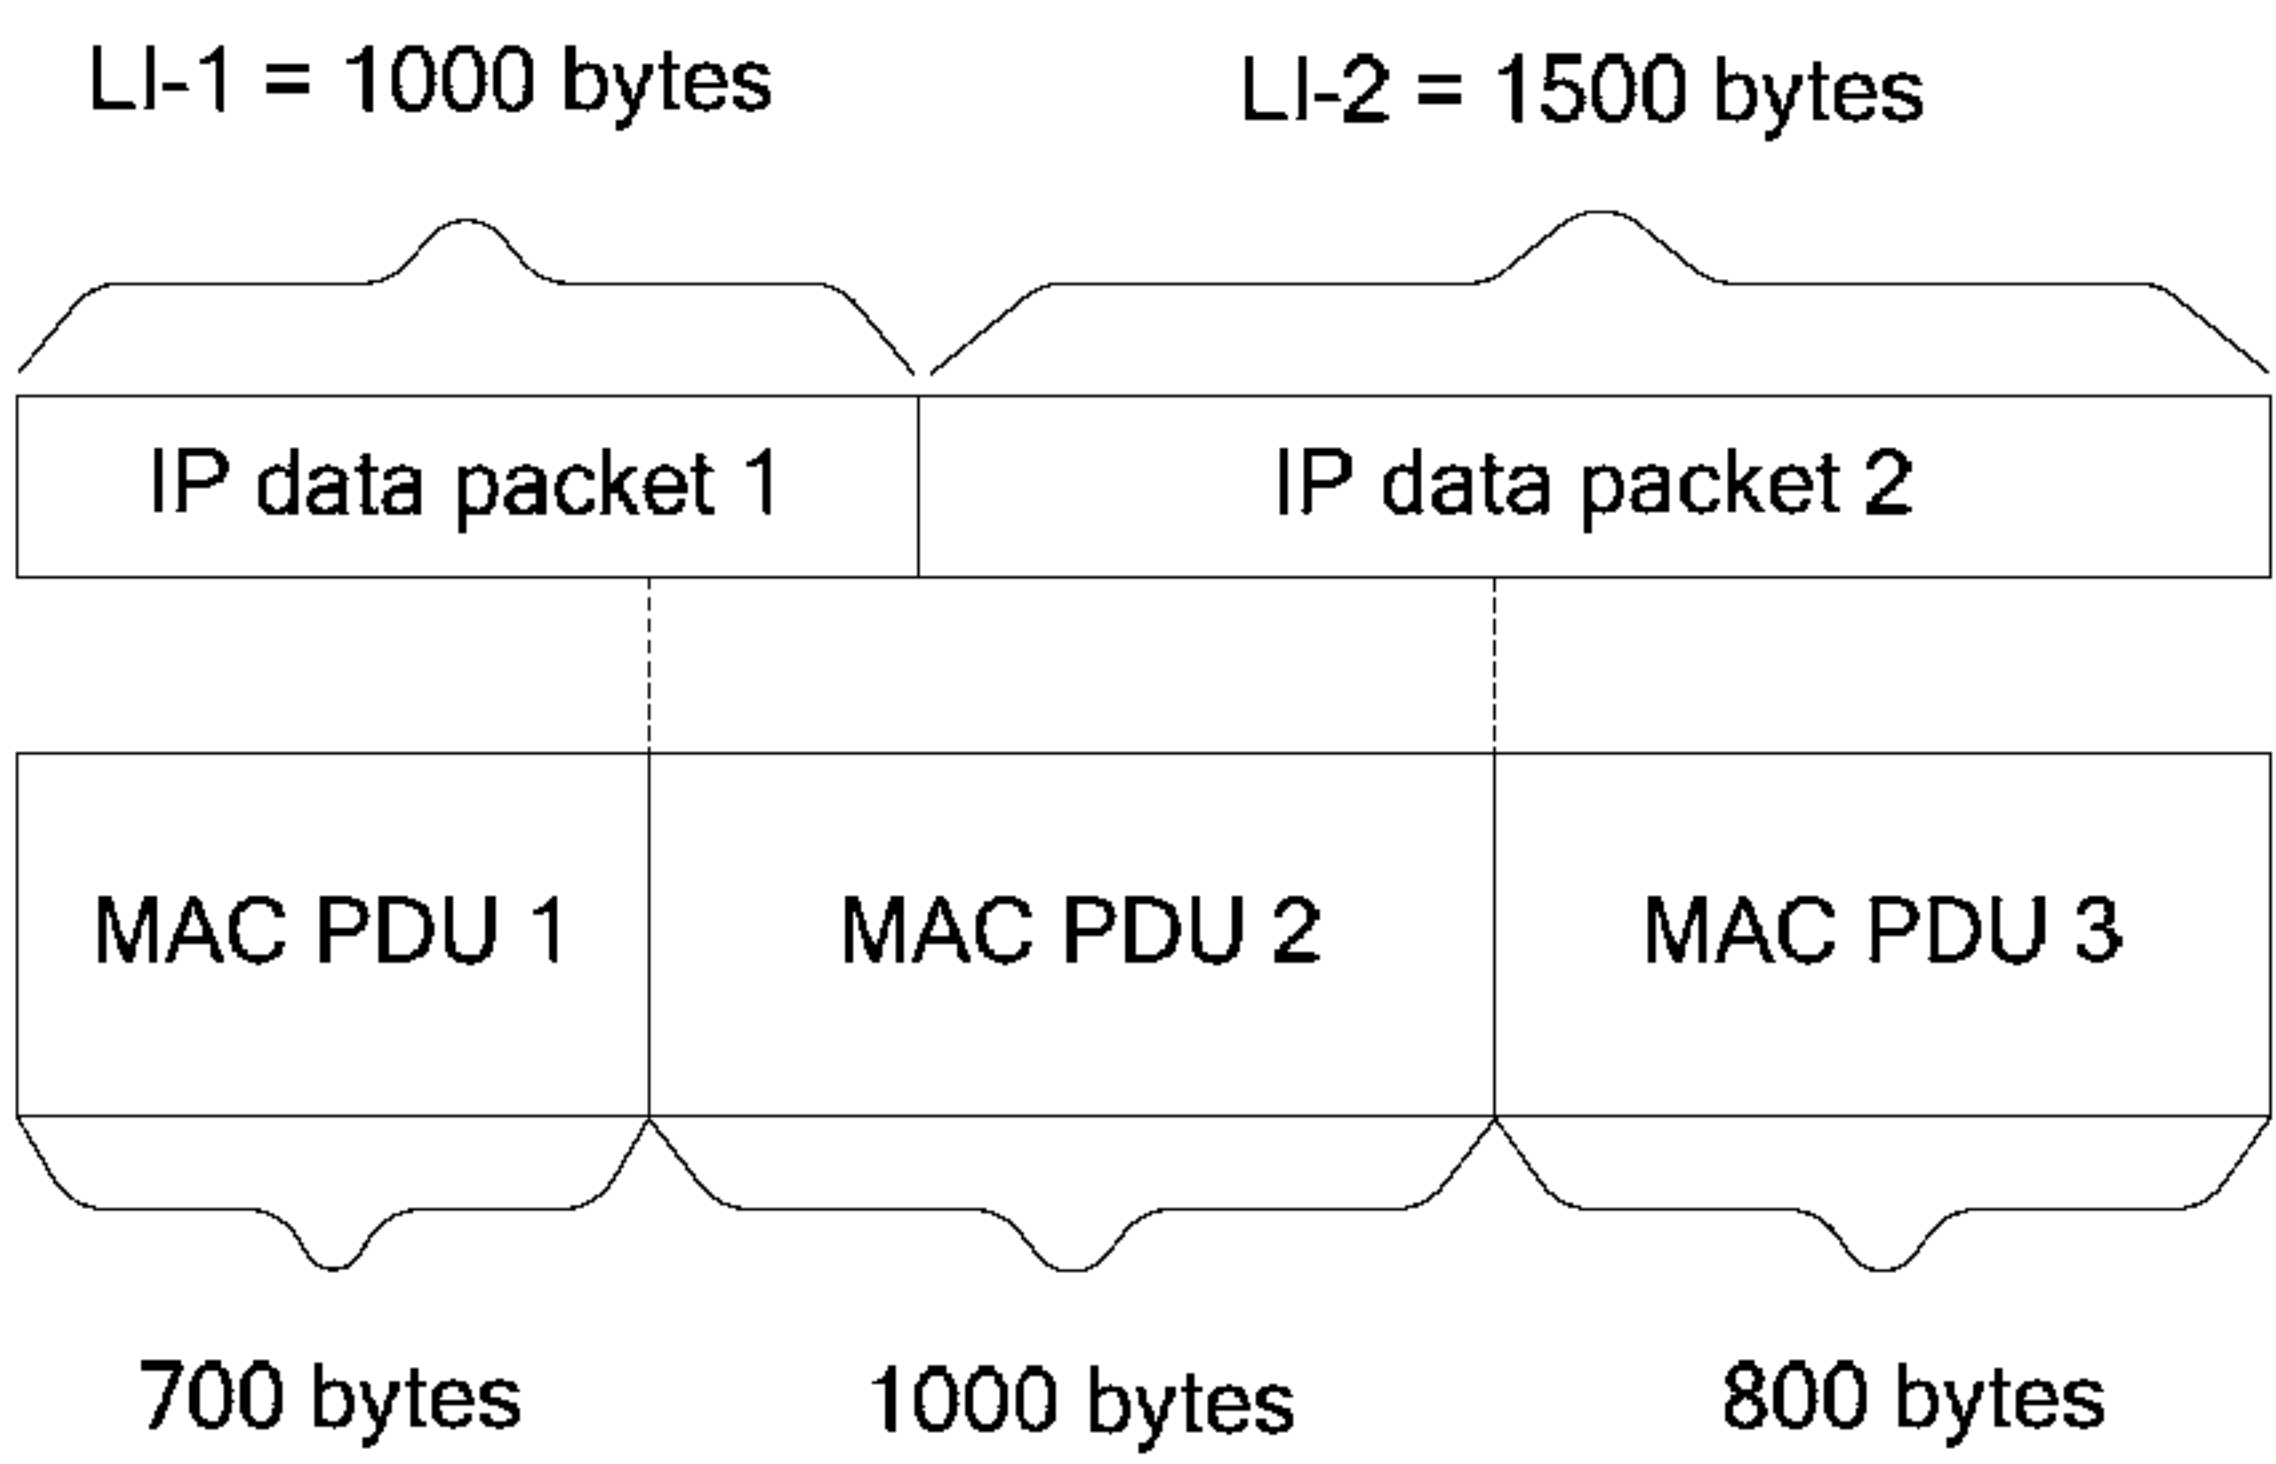 LI-1 = 1000 bytes
LI-2 = 1500 bytes
IP data packet 1
IP data packet 2
MAC PDU 1
MAC PDU 2
MAC PDU 3
700 bytes
1000 bytes
800 bytes